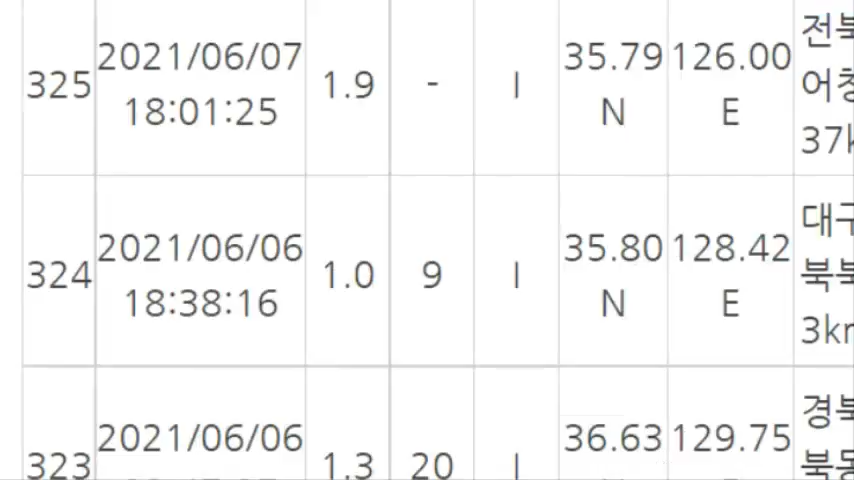 325 2021/06/07 18:01:25 1.9 - I 35.79 N 126.00 E
324 2021/06/06 18:38:16 1.0 9 I 35.80 N 128.42 E 3km
323 2021/06/06 1.3 20 I 36.63 129.75